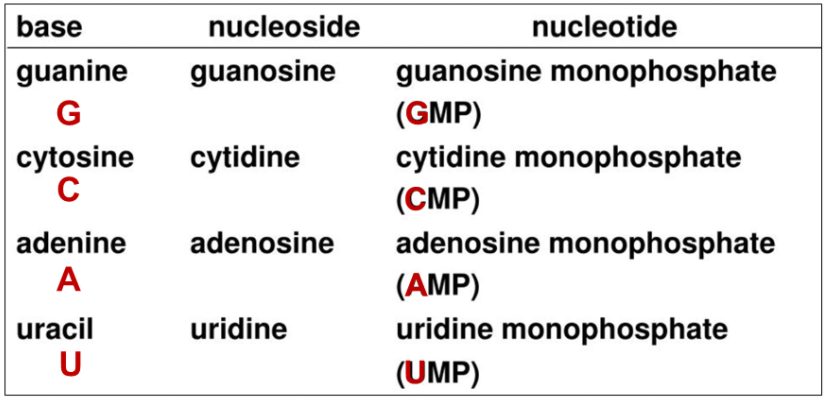 base nucleoside nucleotide
guanine guanosine guanosine monophosphate
G (GMP)
cytosine cytidine cytidine monophosphate
C (CMP)
adenine adenosine adenosine monophosphate
A (AMP)
uracil uridine uridine monophosphate
U (UMP)